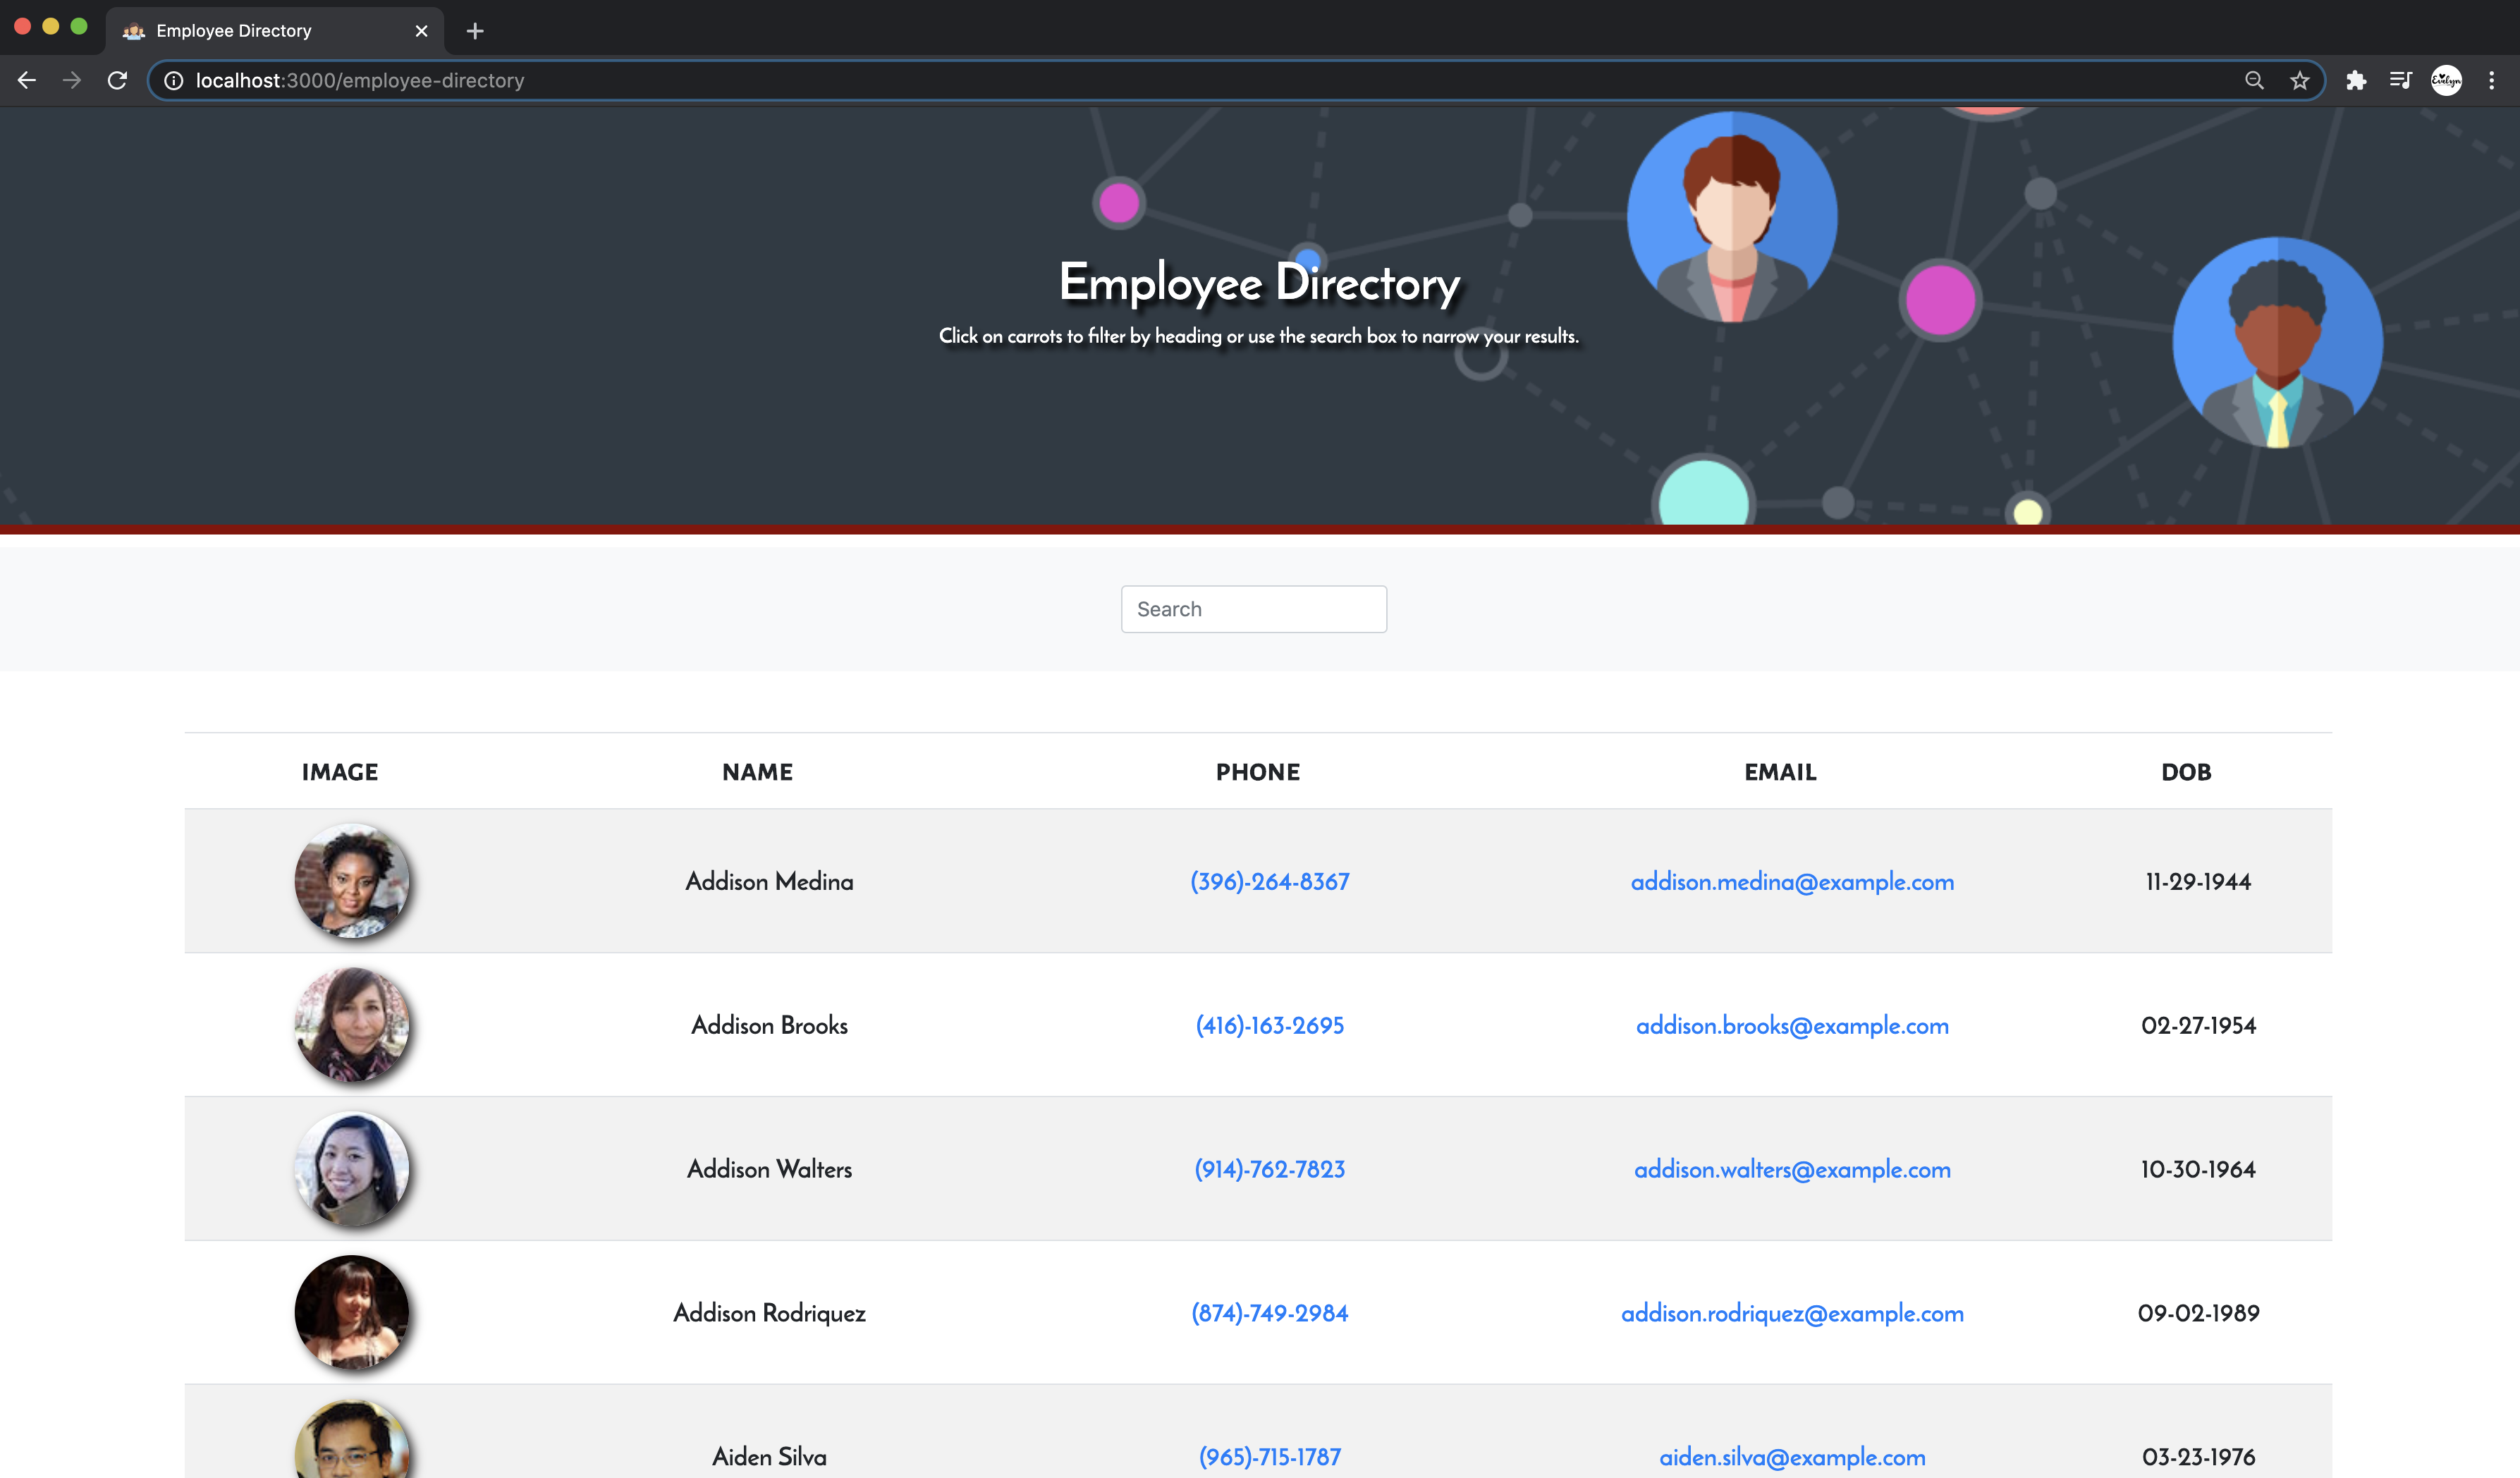 Employee Directory
localhost:3000/employee-directory
Evelyn
Employee Directory
Click on carrots to filter by heading or use the search box to narrow your results.
Search
IMAGE NAME PHONE EMAIL DOB
Addison Medina (396)-264-8367 addison.medina@example.com 11-29-1944
Addison Brooks (416)-163-2695 addison.brooks@example.com 02-27-1954
Addison Walters (914)-762-7823 addison.walters@example.com 10-30-1964
Addison Rodriquez (874)-749-2984 addison.rodriquez@example.com 09-02-1989
Aiden Silva (965)-715-1787 aiden.silva@example.com 03-23-1976